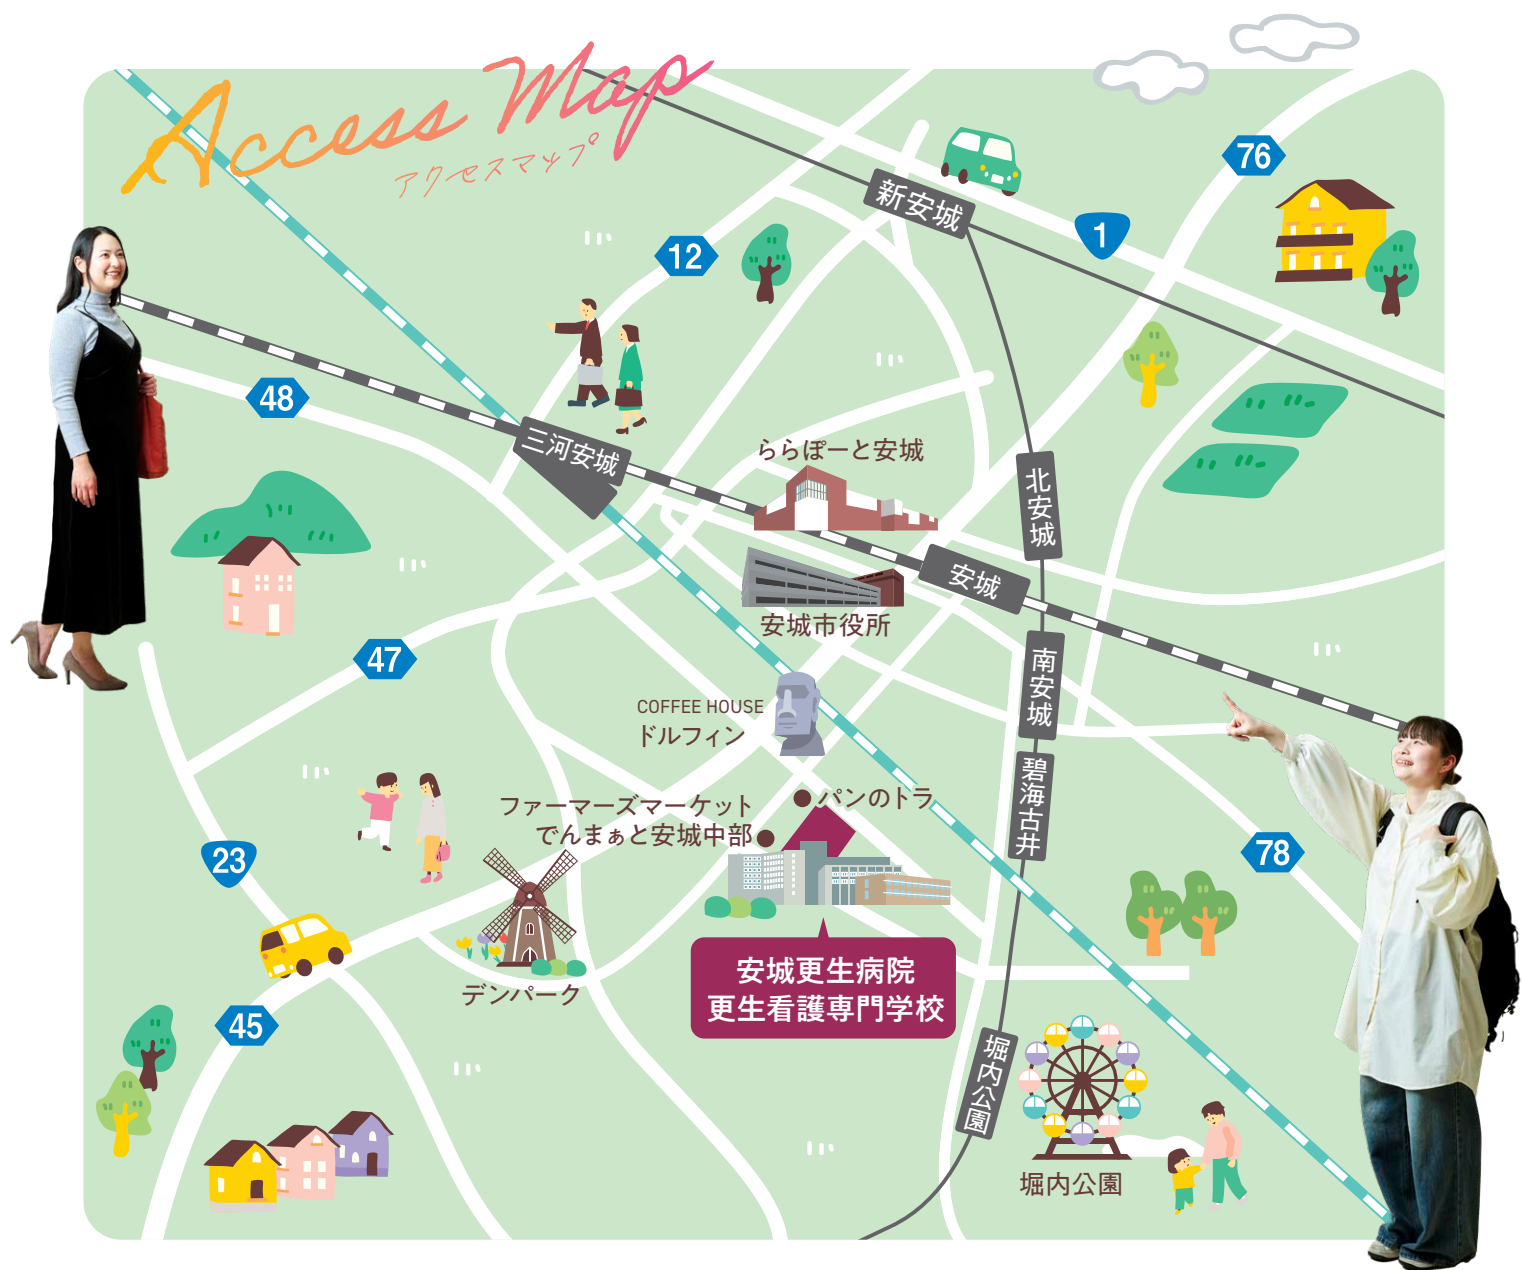 Access Map
アクセスマップ
新安城
76
1
12
48
三河安城
ららぽーと安城
北安城
安城
安城市役所
47
南安城
COFFEE HOUSE
ドルフィン
碧海古井
パンのトラ
ファーマーズマーケット
でんまぁと安城中部
23
78
安城更生病院
更生看護専門学校
デンパーク
45
堀内公園
堀内公園